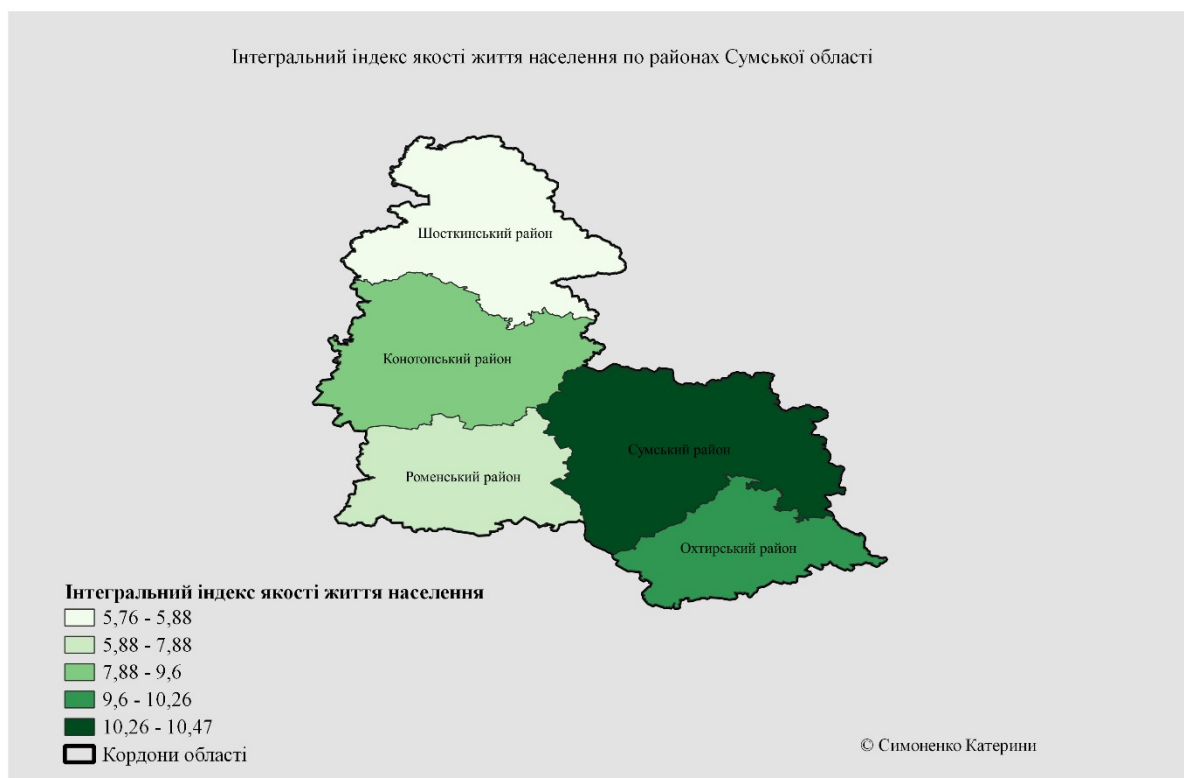 Інтегральний індекс якості життя населення по районах Сумської області
Шосткинський район
Конотопський район
Сумський район
Роменський район
Охтирський район
Інтегральний індекс якості життя населення
5,76 - 5,88
5,88 - 7,88
7,88 - 9,6
9,6 - 10,26
10,26 - 10,47
Кордони області
© Симоненко Катерини